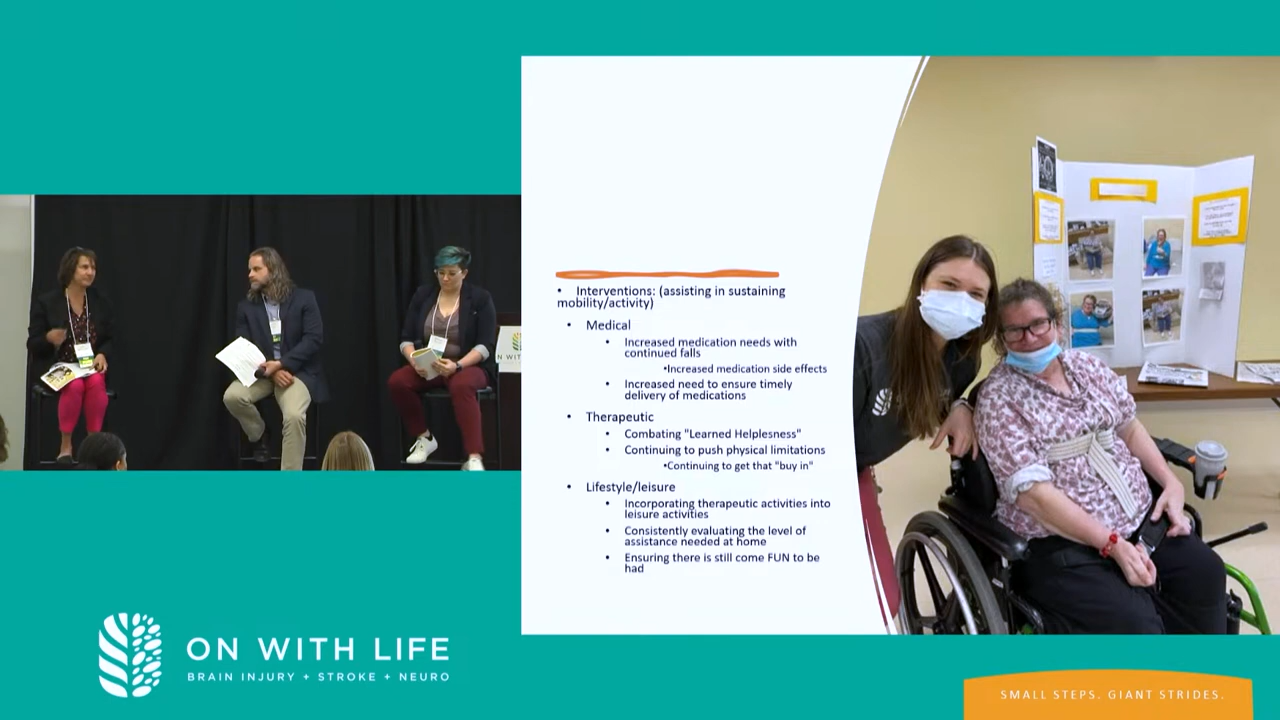 • Interventions: (assisting in sustaining
mobility/activity)
• Medical
• Increased medication needs with
continued falls
•Increased medication side effects
• Increased need to ensure timely
delivery of medications
• Therapeutic
• Combating "Learned Helplesness"
• Continuing to push physical limitations
•Continuing to get that "buy in"
• Lifestyle/leisure
• Incorporating therapeutic activities into
leisure activities
• Consistently evaluating the level of
assistance needed at home
• Ensuring there is still come FUN to be
had
ON WITH LIFE
BRAIN INJURY + STROKE + NEURO
SMALL STEPS. GIANT STRIDES.